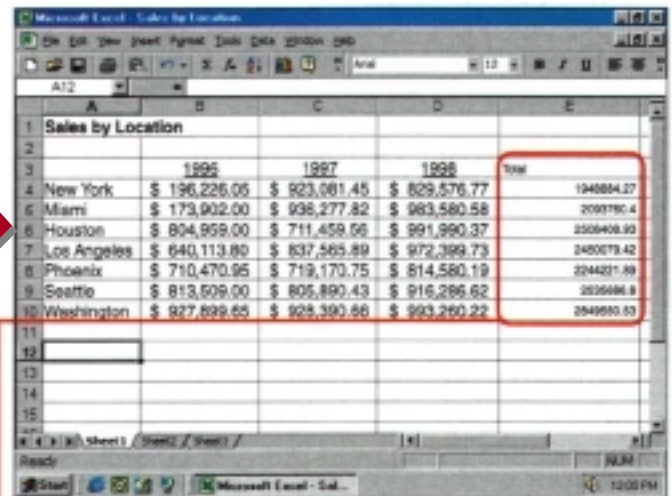 Microsoft Excel - Sales by Location
File Edit View Insert Format Tools Data Window Help
Arial 12 B I U
A12 =
A B C D E
1 Sales by Location
2
3 1996 1997 1998 Total
4 New York $ 196,226.05 $ 923,081.45 $ 829,576.77 1948884.27
5 Miami $ 173,902.00 $ 936,277.82 $ 983,580.58 2093760.4
6 Houston $ 804,959.00 $ 711,459.56 $ 991,990.37 2508408.93
7 Los Angeles $ 640,113.80 $ 837,565.89 $ 972,399.73 2450079.42
8 Phoenix $ 710,470.95 $ 719,170.75 $ 814,580.19 2244221.89
9 Seattle $ 813,509.00 $ 805,890.43 $ 916,286.62
10 Washington $ 927,899.65 $ 928,390.66 $ 993,260.22 2849550.53
11
12
13
14
15
Sheet1 Sheet2 Sheet3
Ready NUM
Start Microsoft Excel - Sal... 12:00 PM